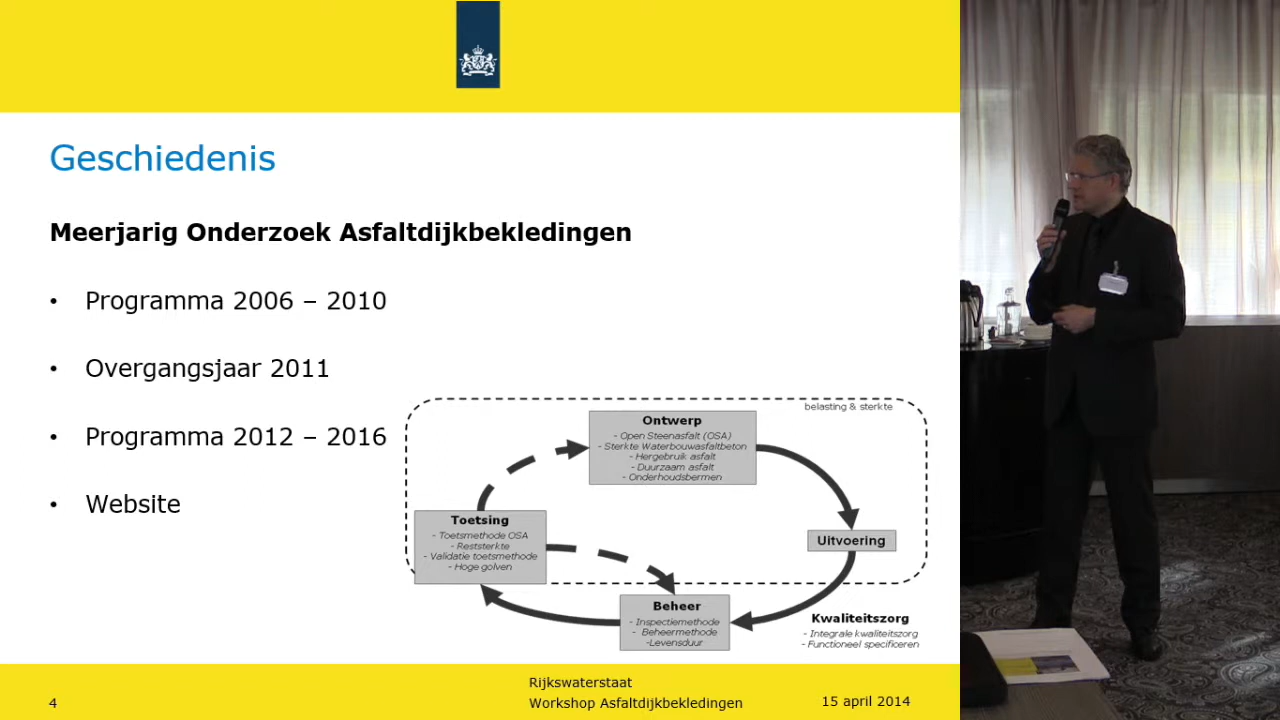 Geschiedenis
Meerjarig Onderzoek Asfaltdijkbekledingen
• Programma 2006 – 2010
• Overgangsjaar 2011
• Programma 2012 – 2016
• Website
belasting & sterkte
Ontwerp
- Open Steenasfalt (OSA)
- Sterkte Waterbouwasfaltbeton
- Hergebruik asfalt
- Duurzaam asfalt
- Onderhoudsbermen
Toetsing
- Toetsmethode OSA
- Reststerkte
- Validatie toetsmethode
- Hoge golven
Uitvoering
Beheer
- Inspectiemethode
- Beheermethode
-Levensduur
Kwaliteitszorg
- Integrale kwaliteitszorg
- Functioneel specificeren
4
Rijkswaterstaat
Workshop Asfaltdijkbekledingen
15 april 2014